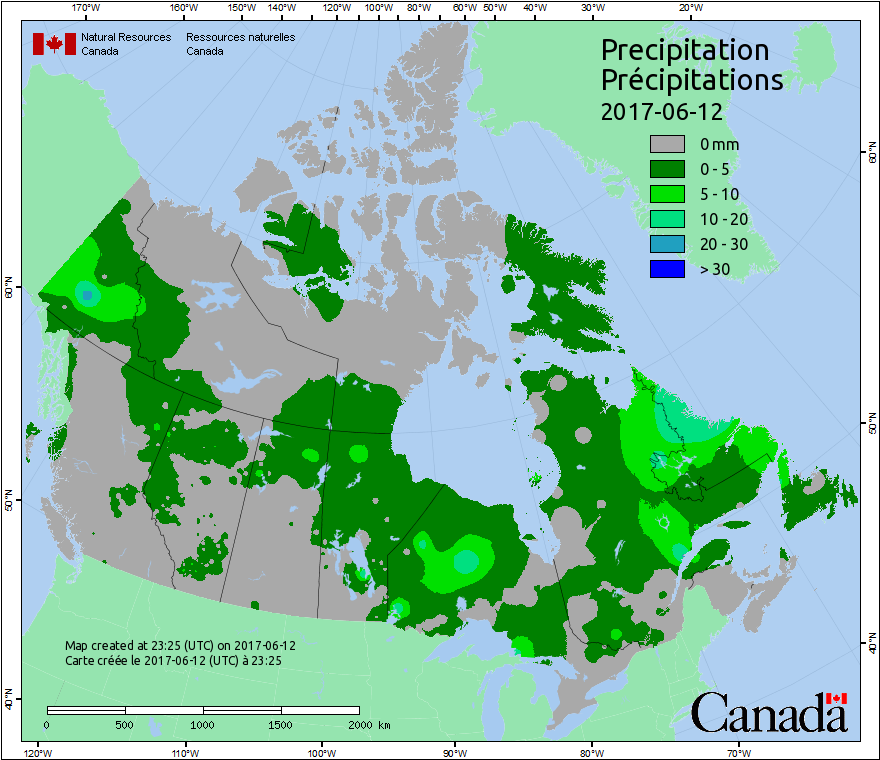 170°W 160°W 150°W 140°W 120°W 110°W 100°W 90°W 80°W 60°W 50°W 40°W 30°W 20°W
Natural Resources Ressources naturelles
Canada Canada
Precipitation
Précipitations
2017-06-12
0 mm
0 - 5
5 - 10
10 - 20
20 - 30
> 30
60°N 60°N
50°N 50°N
40°N 40°N
Map created at 23:25 (UTC) on 2017-06-12
Carte créée le 2017-06-12 (UTC) à 23:25
0 500 1000 1500 2000 km
Canada
120°W 110°W 100°W 90°W 80°W 70°W